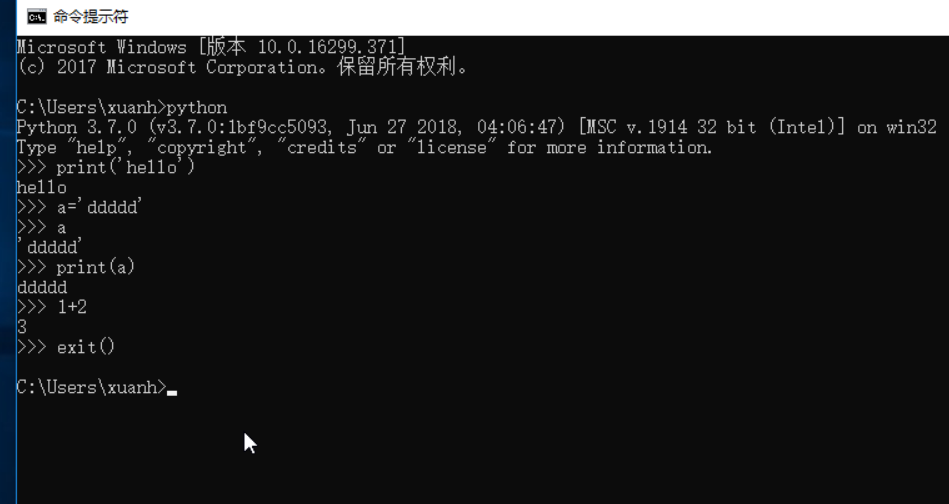 命令提示符
Microsoft Windows [版本 10.0.16299.371]
(c) 2017 Microsoft Corporation。保留所有权利。
C:\Users\xuanh>python
Python 3.7.0 (v3.7.0:1bf9cc5093, Jun 27 2018, 04:06:47) [MSC v.1914 32 bit (Intel)] on win32
Type "help", "copyright", "credits" or "license" for more information.
>>> print('hello')
hello
>>> a='ddddd'
>>> a
'ddddd'
>>> print(a)
ddddd
>>> 1+2
3
>>> exit()
C:\Users\xuanh>